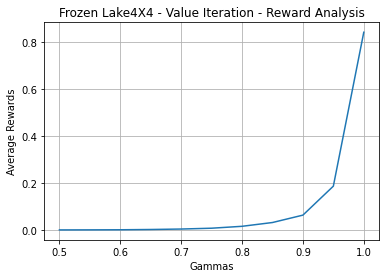 Frozen Lake4X4 - Value Iteration - Reward Analysis
Average Rewards
0.8
0.6
0.4
0.2
0.0
0.5 0.6 0.7 0.8 0.9 1.0
Gammas